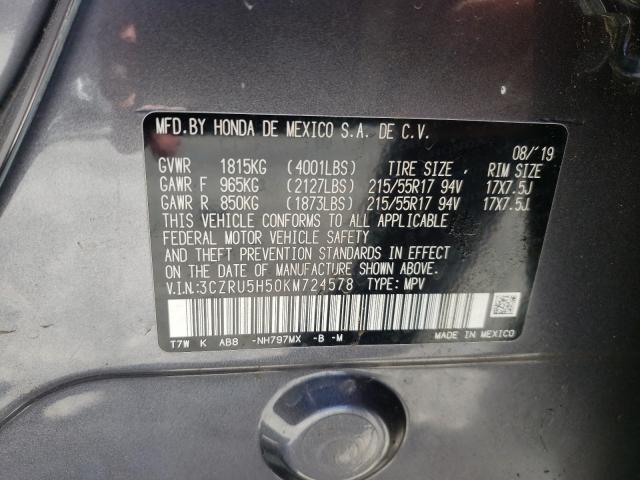 MFD.BY HONDA DE MEXICO S.A. DE C.V.
08/'19
GVWR 1815KG (4001LBS) TIRE SIZE RIM SIZE
GAWR F 965KG (2127LBS) 215/55R17 94V 17X7.5J
GAWR R 850KG (1873LBS) 215/55R17 94V 17X7.5J
THIS VEHICLE CONFORMS TO ALL APPLICABLE
FEDERAL MOTOR VEHICLE SAFETY
AND THEFT PREVENTION STANDARDS IN EFFECT
ON THE DATE OF MANUFACTURE SHOWN ABOVE.
V.I.N:3CZRU5H50KM724578 TYPE: MPV
T7W K AB8 -NH797MX -B -M MADE IN MEXICO